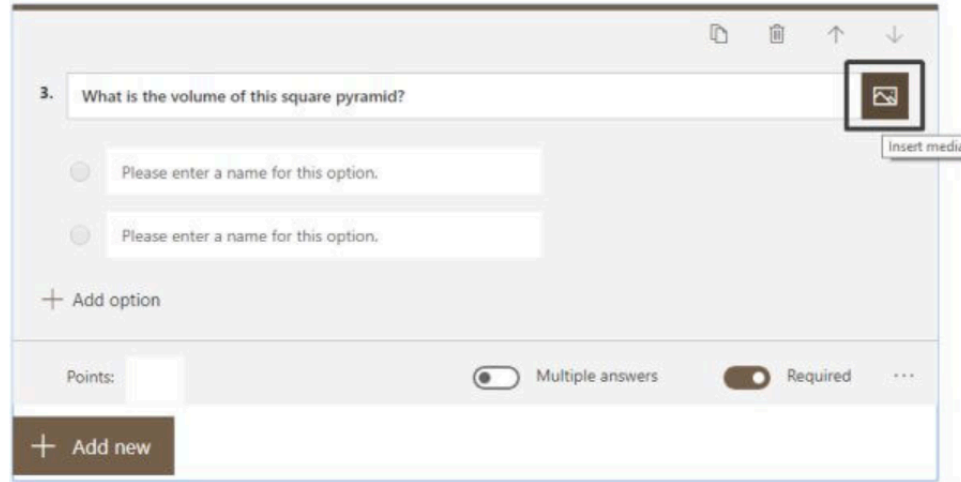 3. What is the volume of this square pyramid?
Insert media
Please enter a name for this option.
Please enter a name for this option.
Add option
Points:
Multiple answers
Required
Add new